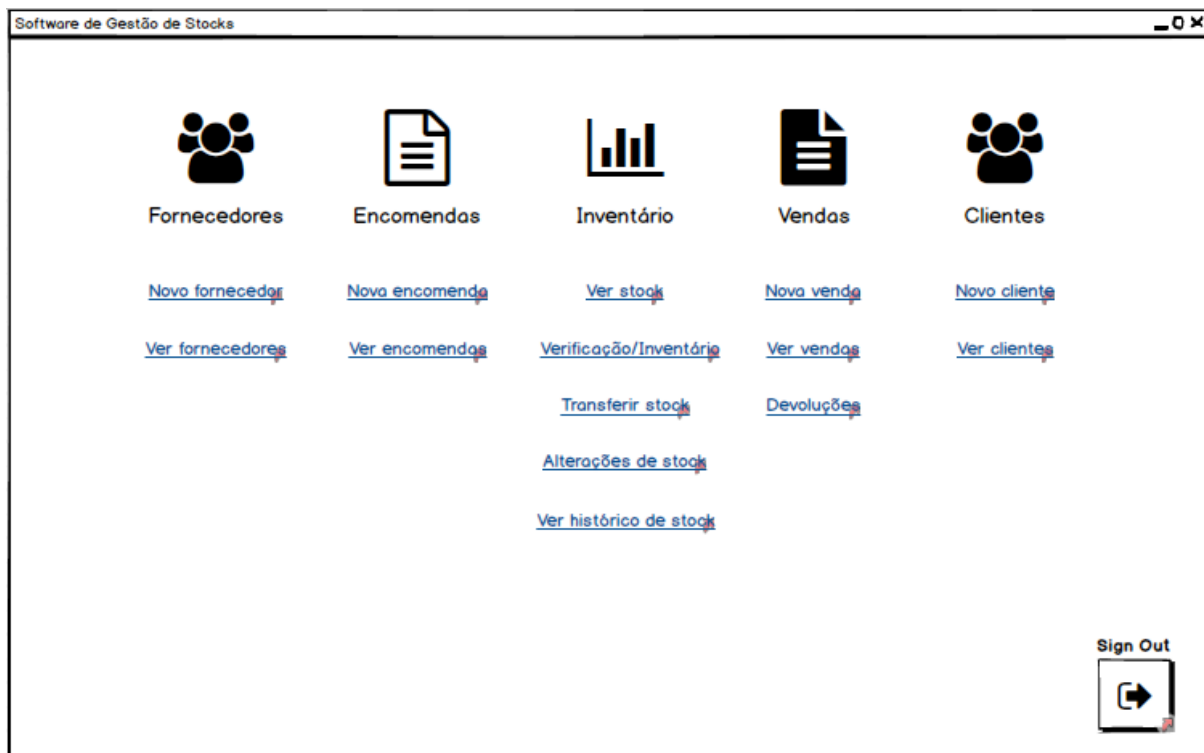 Software de Gestão de Stocks
Fornecedores Encomendas Inventário Vendas Clientes
Novo fornecedor Nova encomenda Ver stock Nova venda Novo cliente
Ver fornecedores Ver encomendas Verificação/Inventário Ver vendas Ver clientes
Transferir stock Devoluções
Alterações de stock
Ver histórico de stock
Sign Out